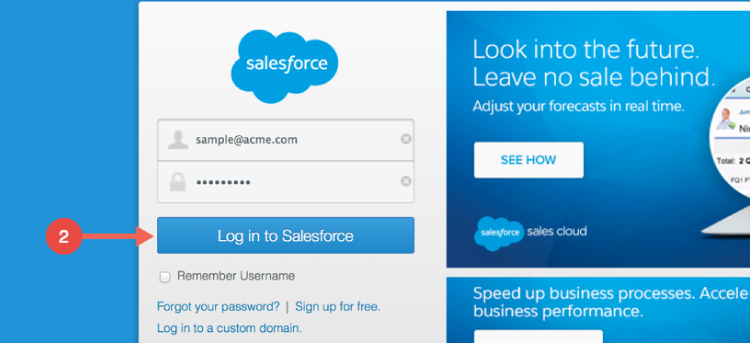 salesforce
sample@acme.com
•••••••••
2
Log in to Salesforce
Remember Username
Forgot your password? | Sign up for free.
Log in to a custom domain.
Look into the future.
Leave no sale behind.
Adjust your forecasts in real time.
SEE HOW
Total: 2
FQ1
salesforce sales cloud
Speed up business processes.
business performance.